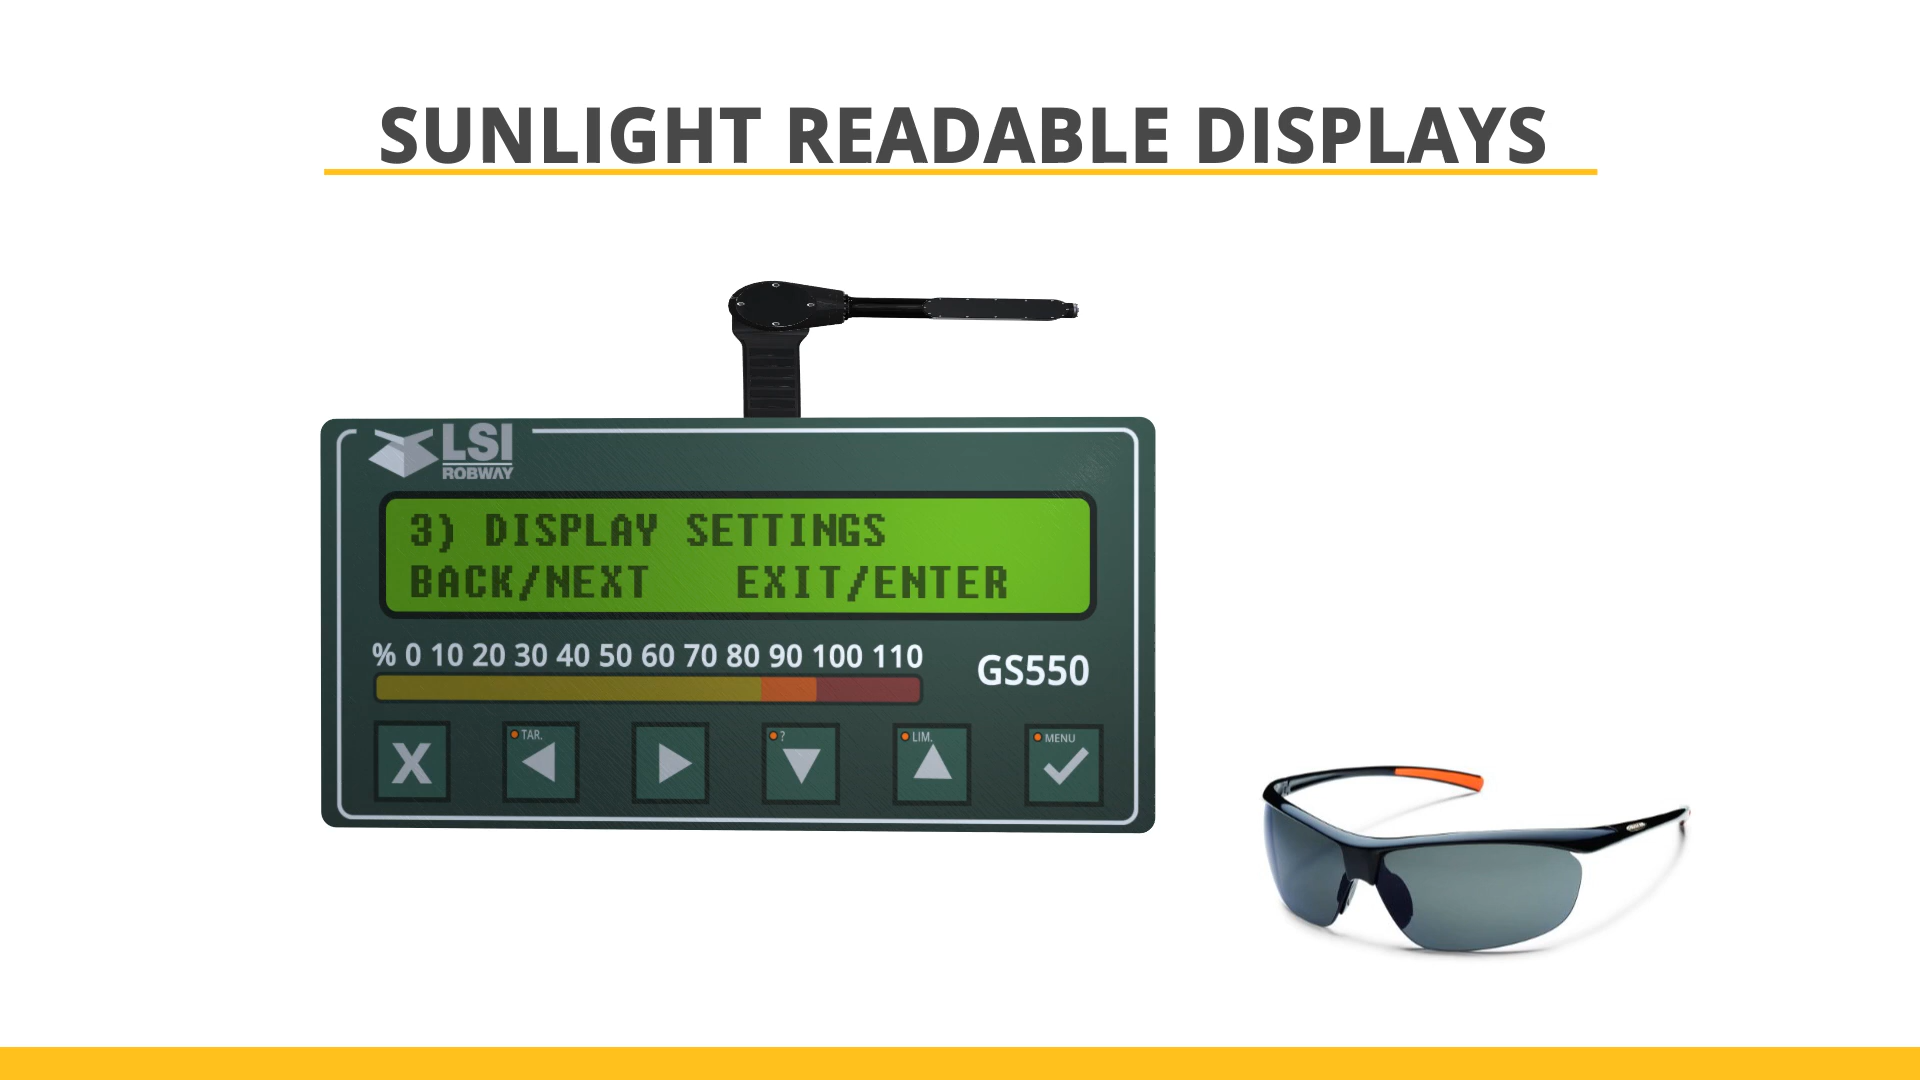 SUNLIGHT READABLE DISPLAYS
LSI
ROBWAY
3) DISPLAY SETTINGS
BACK/NEXT EXIT/ENTER
% 0 10 20 30 40 50 60 70 80 90 100 110
GS550
X
TAR.
?
LIM.
MENU